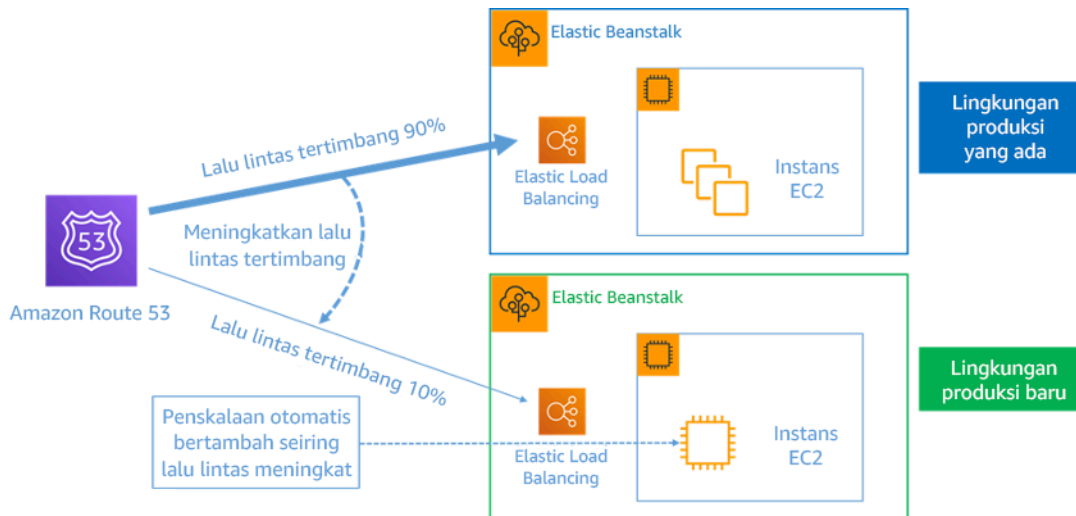 Elastic Beanstalk
Lalu lintas tertimbang 90%
Elastic Load
Balancing
Instans
EC2
Lingkungan
produksi
yang ada
53
Amazon Route 53
Meningkatkan lalu
lintas tertimbang
Lalu lintas tertimbang 10%
Elastic Beanstalk
Penskalaan otomatis
bertambah seiring
lalu lintas meningkat
Elastic Load
Balancing
Instans
EC2
Lingkungan
produksi baru